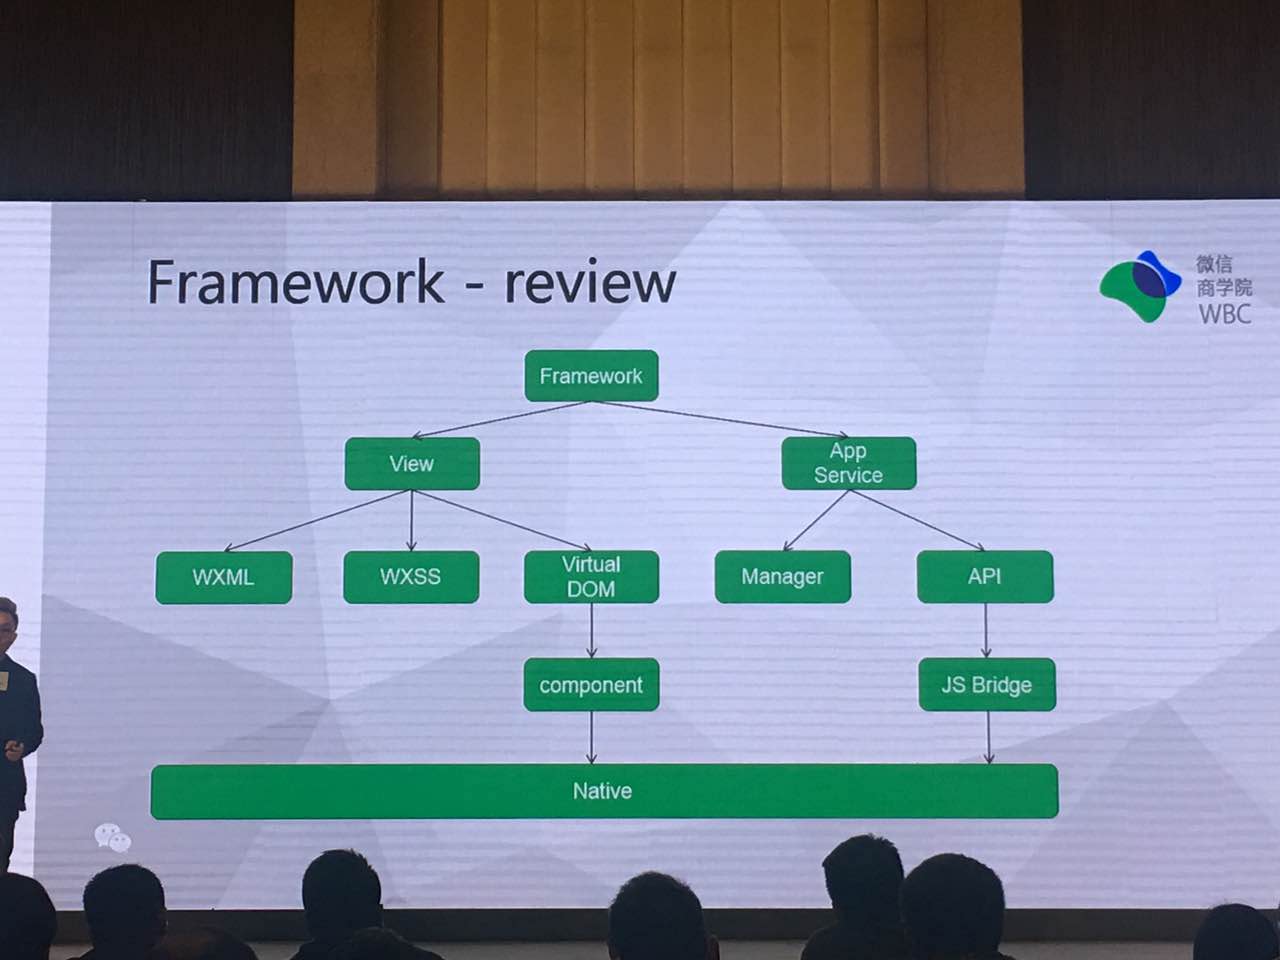 Framework - review
微信
商学院
WBC
Framework
View
App
Service
WXML
WXSS
Virtual
DOM
Manager
API
component
JS Bridge
Native